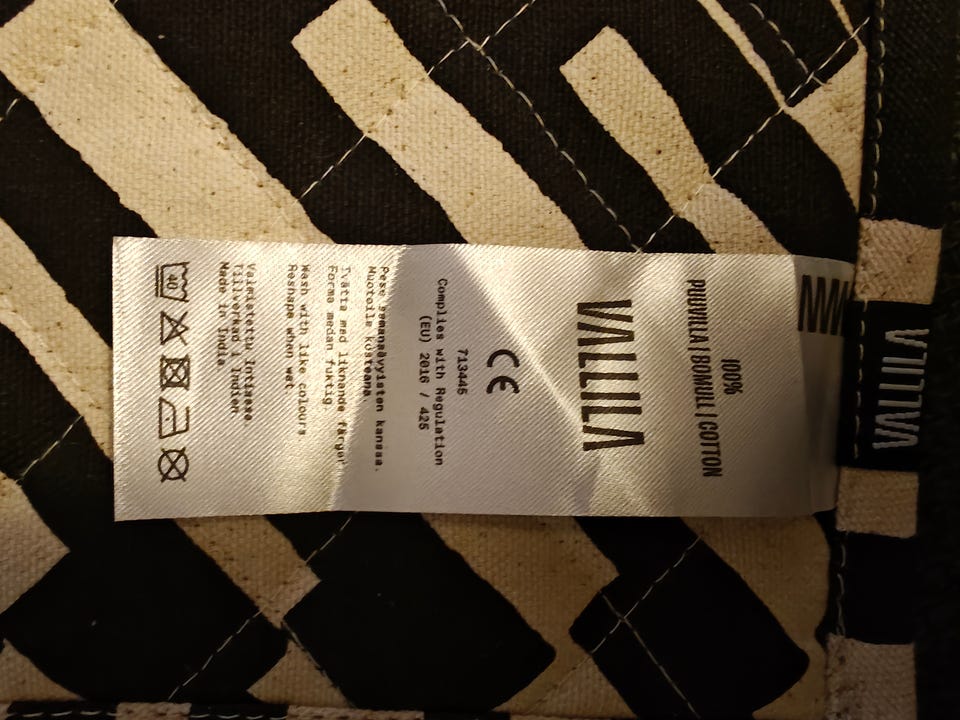 100%
PUUVILLA | BOMULL | COTTON
VALLILA
CE
713445
Complies with Regulation
(EU) 2016 / 425
Pese samansävyisten kanssa.
Muotoile kosteana.
Tvätta med liknande färger
Forma medan fuktig.
Wash with like colours
Reshape when wet.
Valmistettu Intiassa
Tillverkad i Indien
Made in India
40
VALLILA